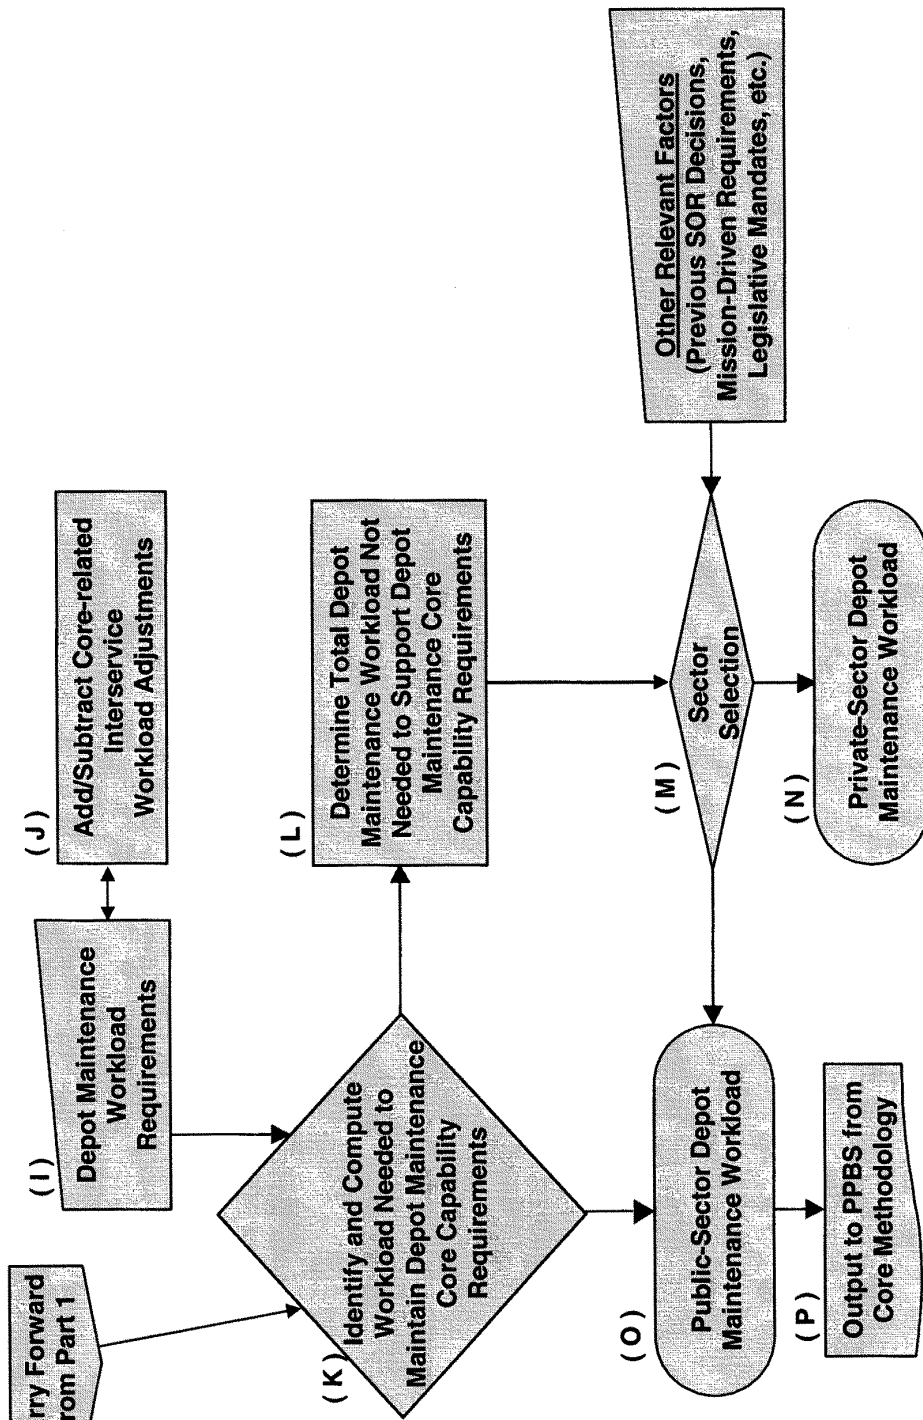 rry Forward
rom Part 1
( I )
Depot Maintenance
Workload
Requirements
( J )
Add/Subtract Core-related
Interservice
Workload Adjustments
( K )
Identify and Compute
Workload Needed to
Maintain Depot Maintenance
Core Capability
Requirements
( L )
Determine Total Depot
Maintenance Workload Not
Needed to Support Depot
Maintenance Core
Capability Requirements
( M )
Sector
Selection
Other Relevant Factors
(Previous SOR Decisions,
Mission-Driven Requirements,
Legislative Mandates, etc.)
( O )
Public-Sector Depot
Maintenance Workload
( N )
Private-Sector Depot
Maintenance Workload
( P )
Output to PPBS from
Core Methodology